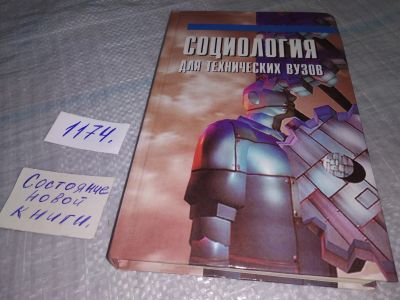 СОЦИОЛОГИЯ
ДЛЯ ТЕХНИЧЕСКИХ ВУЗОВ
1174.
Состояние
новой
книги.